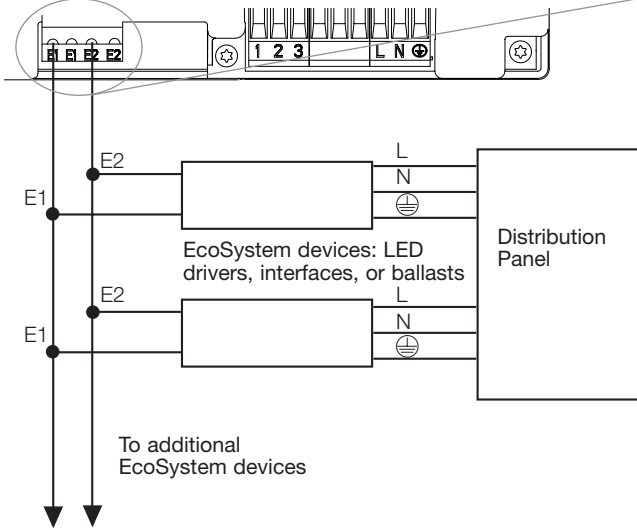 E1 E1 E2 E2
1 2 3
L N
E2
L
E1
N
EcoSystem devices: LED
drivers, interfaces, or ballasts
Distribution
Panel
E2
L
E1
N
To additional
EcoSystem devices